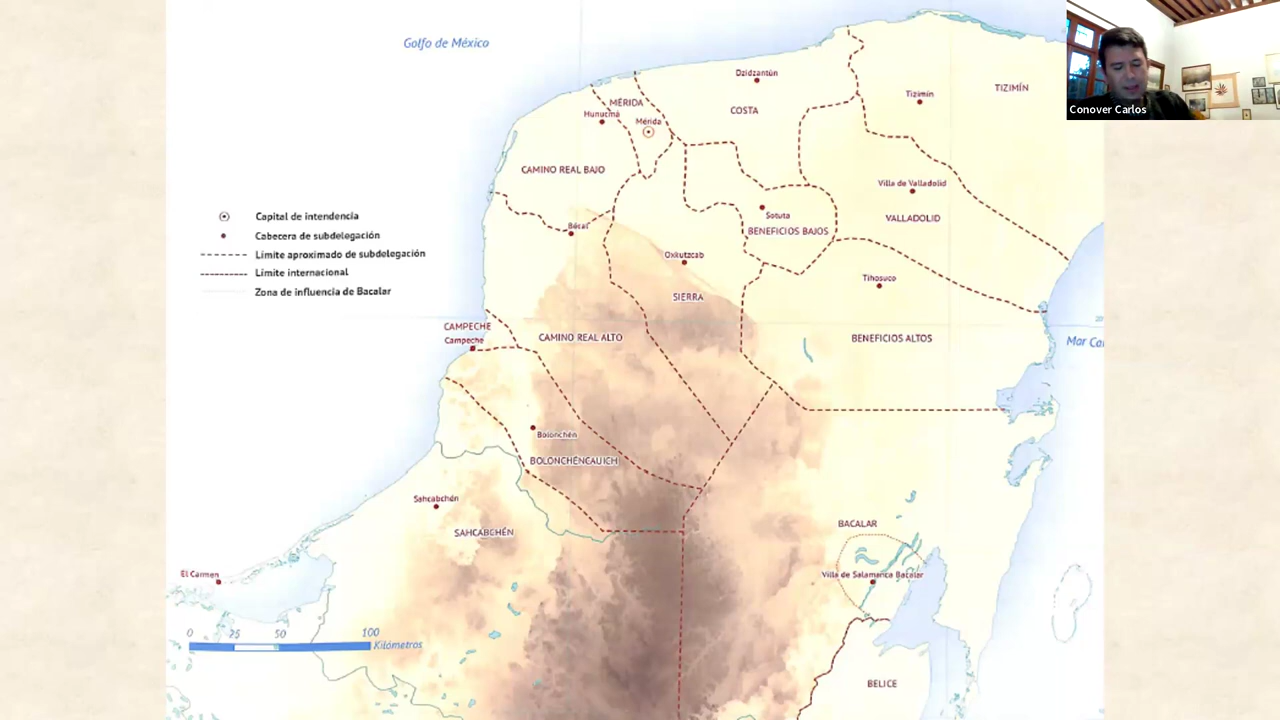 Golfo de México
Conover Carlos
Dzidzantún
COSTA
Tizimín
TIZIMÍN
MÉRIDA
Hunucmá
Mérida
CAMINO REAL BAJO
Villa de Valladolid
VALLADOLID
Sotuta
BENEFICIOS BAJOS
Bécal
Capital de intendencia
Cabecera de subdelegación
Límite aproximado de subdelegación
Límite internacional
Zona de influencia de Bacalar
Oxkutzcab
SIERRA
Tihosuco
BENEFICIOS ALTOS
Mar Ca
CAMPECHE
Campeche
CAMINO REAL ALTO
Bolonchén
BOLONCHÉNCAUICH
Sahcabchén
SAHCABCHÉN
BACALAR
Villa de Salamanca Bacalar
El Carmen
0 25 50 100
Kilómetros
BELICE